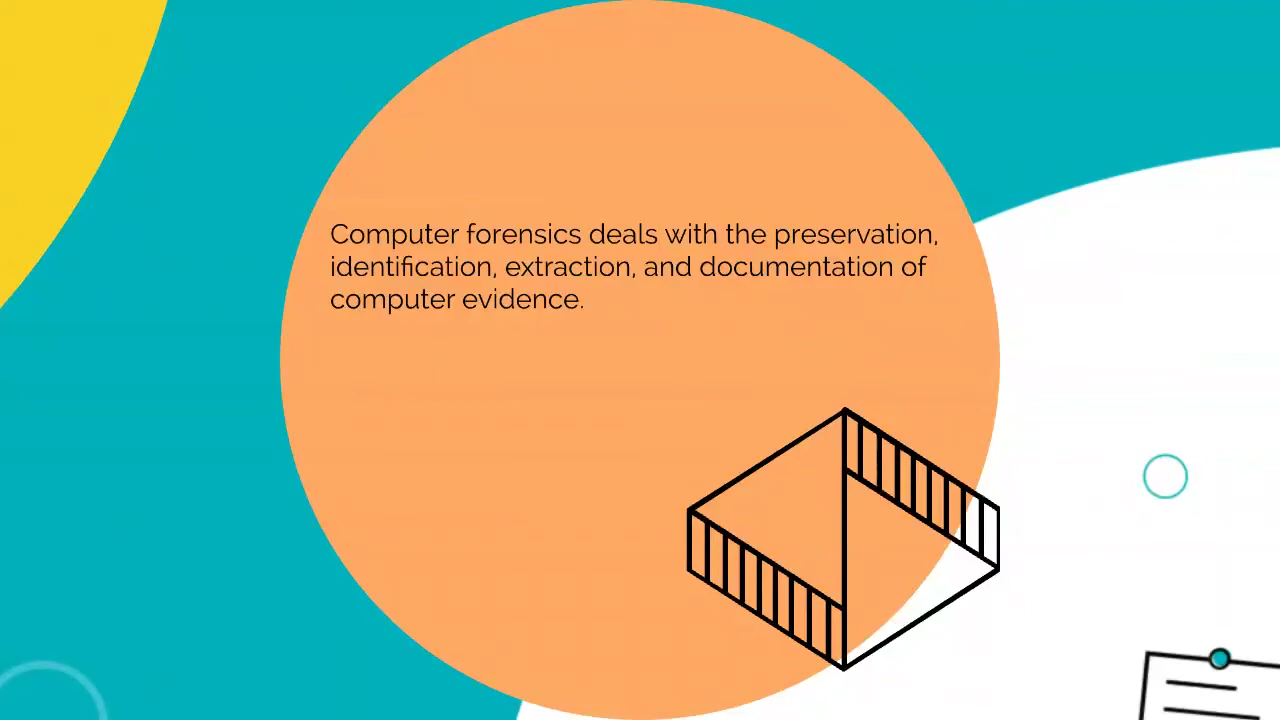 Computer forensics deals with the preservation,
identification, extraction, and documentation of
computer evidence.